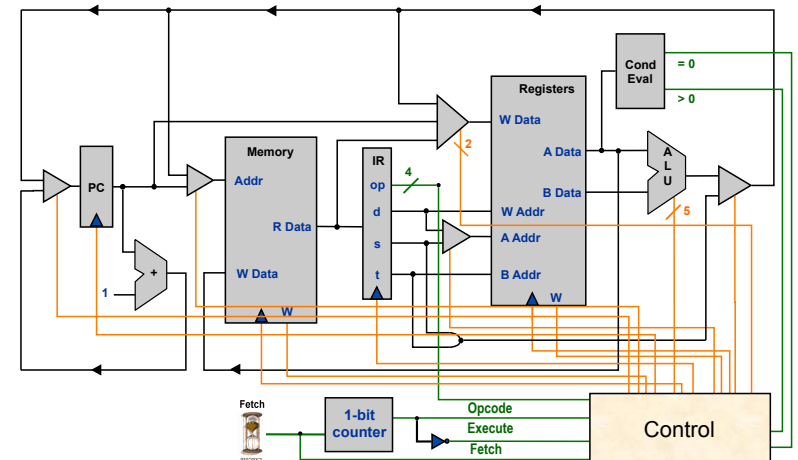 Cond
Eval
= 0
> 0
Registers
W Data
2
A Data
A
L
U
B Data
5
W Addr
A Addr
B Addr
W
Memory
Addr
R Data
W Data
W
IR
4
op
d
s
t
PC
+
1
Fetch
1-bit
counter
Opcode
Execute
Fetch
Control